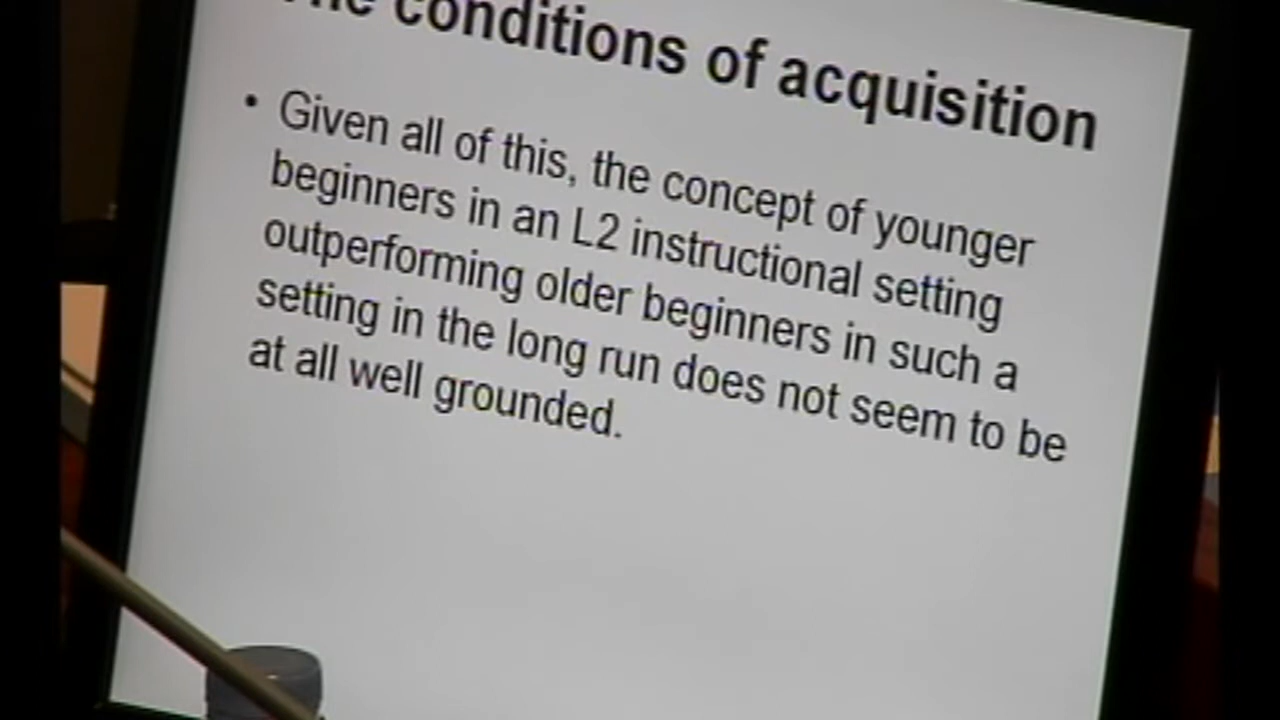 The conditions of acquisition
• Given all of this, the concept of younger
beginners in an L2 instructional setting
outperforming older beginners in such a
setting in the long run does not seem to be
at all well grounded.